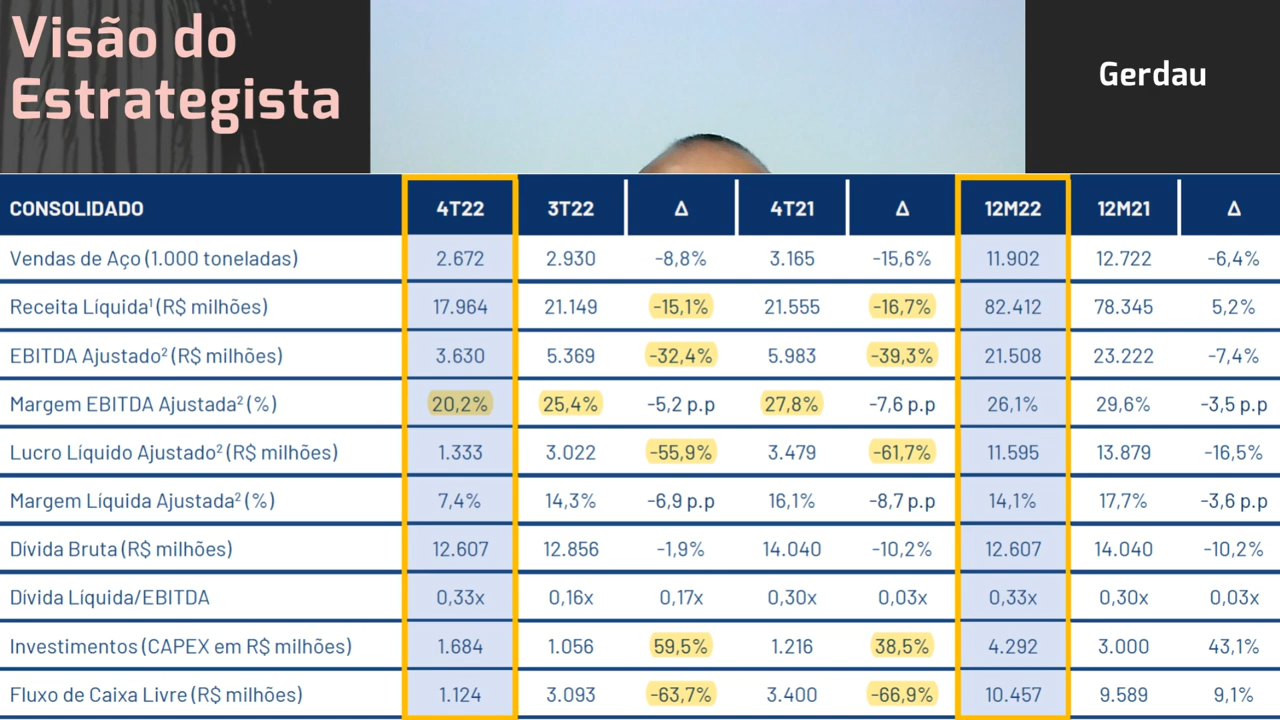 Visão do
Estrategista
Gerdau
CONSOLIDADO 4T22 3T22 Δ 4T21 Δ 12M22 12M21 Δ
Vendas de Aço (1.000 toneladas) 2.672 2.930 -8,8% 3.165 -15,6% 11.902 12.722 -6,4%
Receita Líquida¹ (R$ milhões) 17.964 21.149 -15,1% 21.555 -16,7% 82.412 78.345 5,2%
EBITDA Ajustado² (R$ milhões) 3.630 5.369 -32,4% 5.983 -39,3% 21.508 23.222 -7,4%
Margem EBITDA Ajustada² (%) 20,2% 25,4% -5,2 p.p 27,8% -7,6 p.p 26,1% 29,6% -3,5 p.p
Lucro Líquido Ajustado² (R$ milhões) 1.333 3.022 -55,9% 3.479 -61,7% 11.595 13.879 -16,5%
Margem Líquida Ajustada² (%) 7,4% 14,3% -6,9 p.p 16,1% -8,7 p.p 14,1% 17,7% -3,6 p.p
Dívida Bruta (R$ milhões) 12.607 12.856 -1,9% 14.040 -10,2% 12.607 14.040 -10,2%
Dívida Líquida/EBITDA 0,33x 0,16x 0,17x 0,30x 0,03x 0,33x 0,30x 0,03x
Investimentos (CAPEX em R$ milhões) 1.684 1.056 59,5% 1.216 38,5% 4.292 3.000 43,1%
Fluxo de Caixa Livre (R$ milhões) 1.124 3.093 -63,7% 3.400 -66,9% 10.457 9.589 9,1%